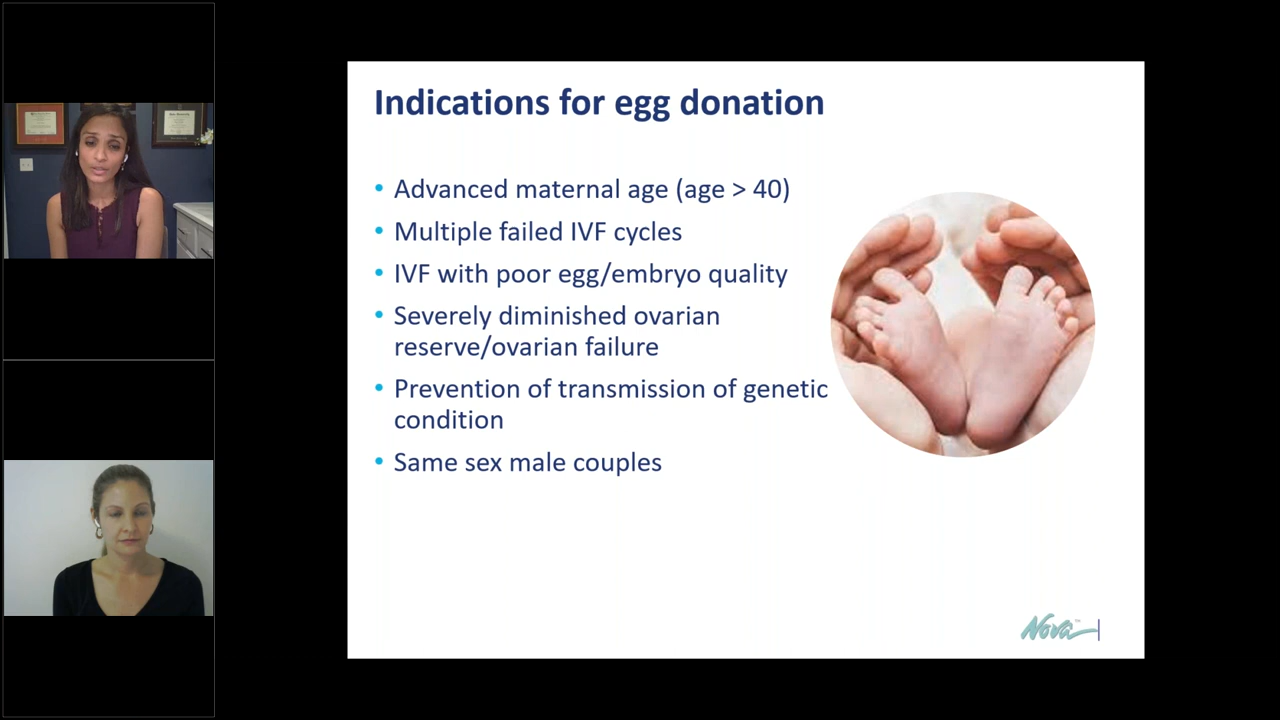 Indications for egg donation
• Advanced maternal age (age > 40)
• Multiple failed IVF cycles
• IVF with poor egg/embryo quality
• Severely diminished ovarian
reserve/ovarian failure
• Prevention of transmission of genetic
condition
• Same sex male couples
Nova™